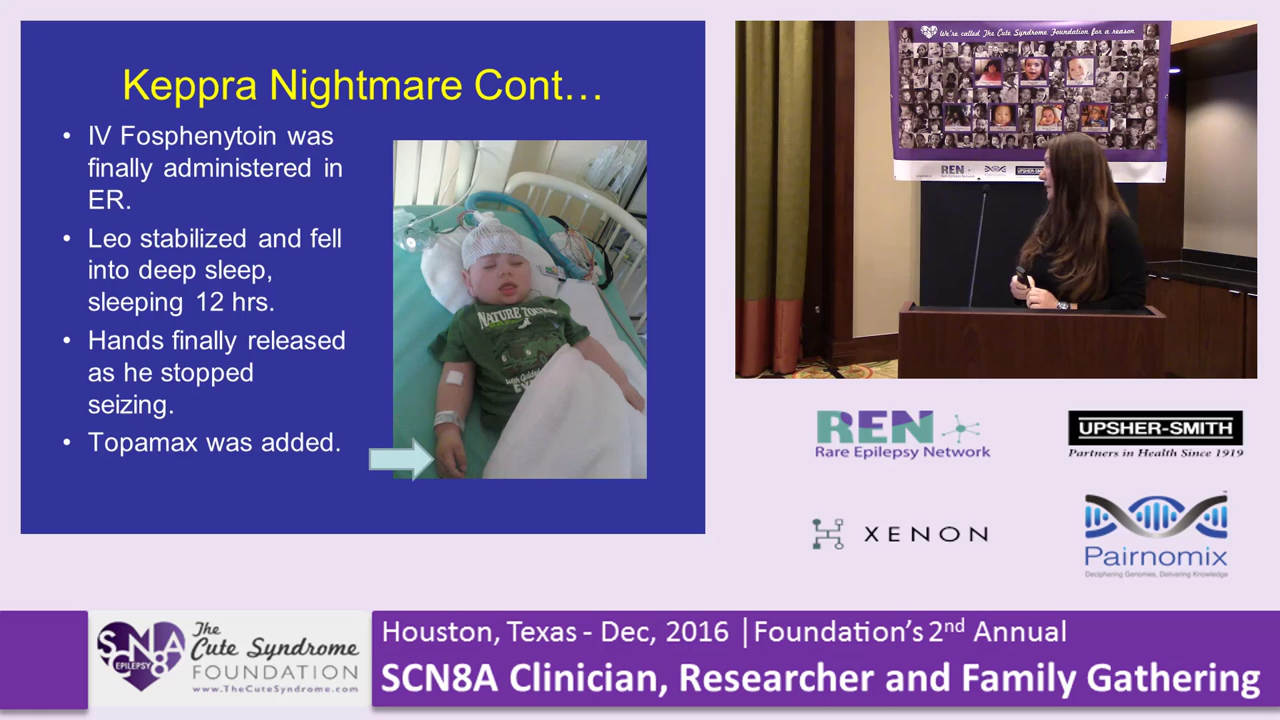 Keppra Nightmare Cont…
• IV Fosphenytoin was
finally administered in
ER.
• Leo stabilized and fell
into deep sleep,
sleeping 12 hrs.
• Hands finally released
as he stopped
seizing.
• Topamax was added.
NATURE TOUR
We're called The Cute Syndrome Foundation for a reason
REN
UPSHER-SMITH
REN
Rare Epilepsy Network
UPSHER-SMITH
Partners in Health Since 1919
XENON
Pairnomix
Deciphering Genomes, Delivering Knowledge
SCN8A
EPILEPSY
The
Cute Syndrome
FOUNDATION
www.TheCuteSyndrome.com
Houston, Texas - Dec, 2016 |Foundation's 2nd Annual
SCN8A Clinician, Researcher and Family Gathering